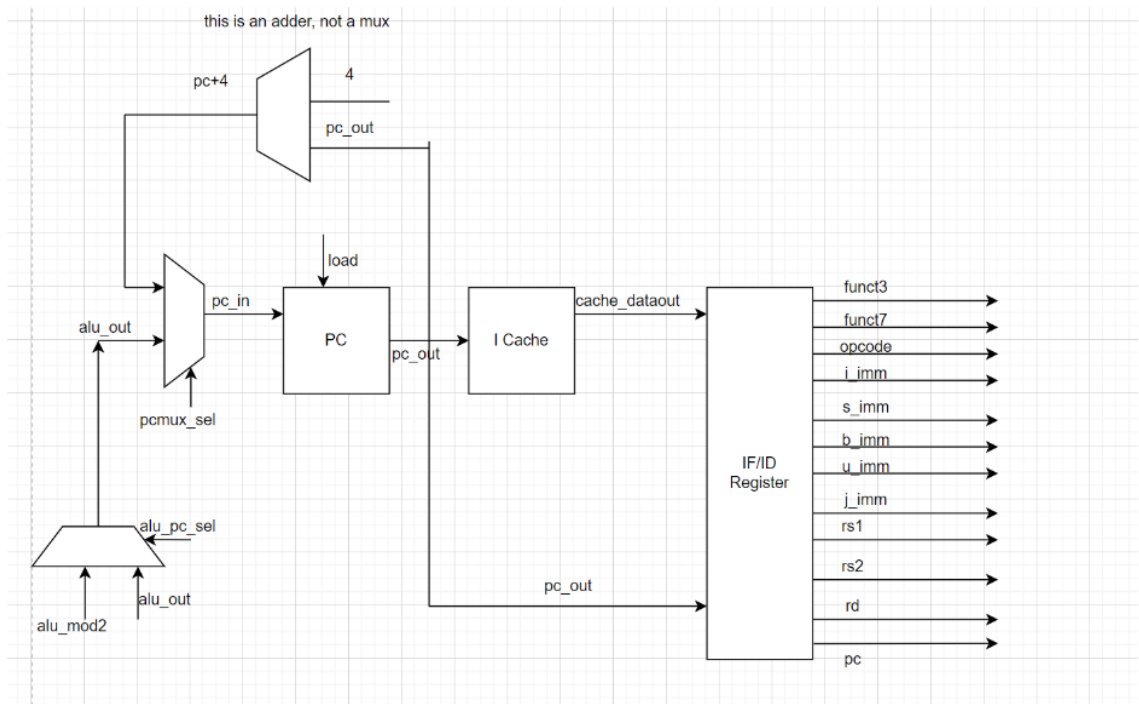 this is an adder, not a mux
pc+4
4
pc_out
load
pc_in
alu_out
PC
pc_out
I Cache
cache_dataout
pcmux_sel
IF/ID
Register
funct3
funct7
opcode
i_imm
s_imm
b_imm
u_imm
j_imm
rs1
rs2
rd
pc
alu_pc_sel
alu_out
alu_mod2
pc_out